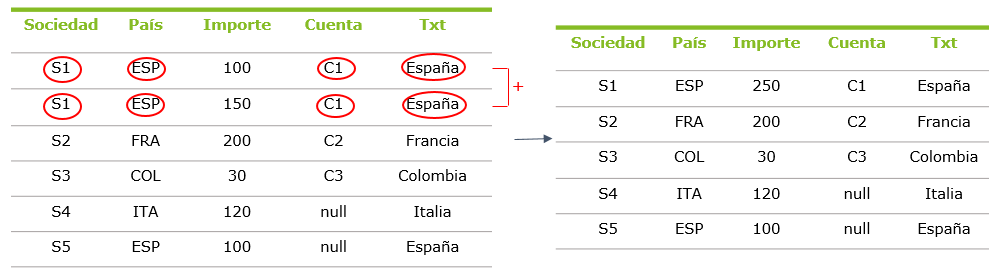 Sociedad País Importe Cuenta Txt
S1 ESP 100 C1 España
S1 ESP 150 C1 España
+
S2 FRA 200 C2 Francia
S3 COL 30 C3 Colombia
S4 ITA 120 null Italia
S5 ESP 100 null España
Sociedad País Importe Cuenta Txt
S1 ESP 250 C1 España
S2 FRA 200 C2 Francia
S3 COL 30 C3 Colombia
S4 ITA 120 null Italia
S5 ESP 100 null España